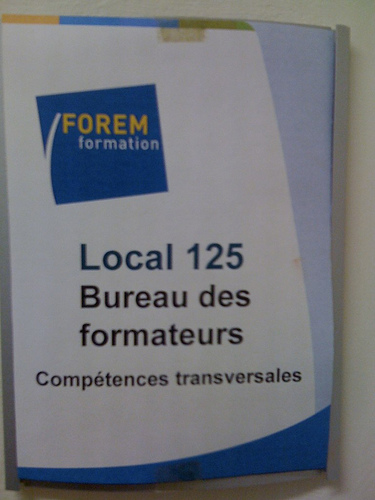 FOREM
formation
Local 125
Bureau des
formateurs
Compétences transversales